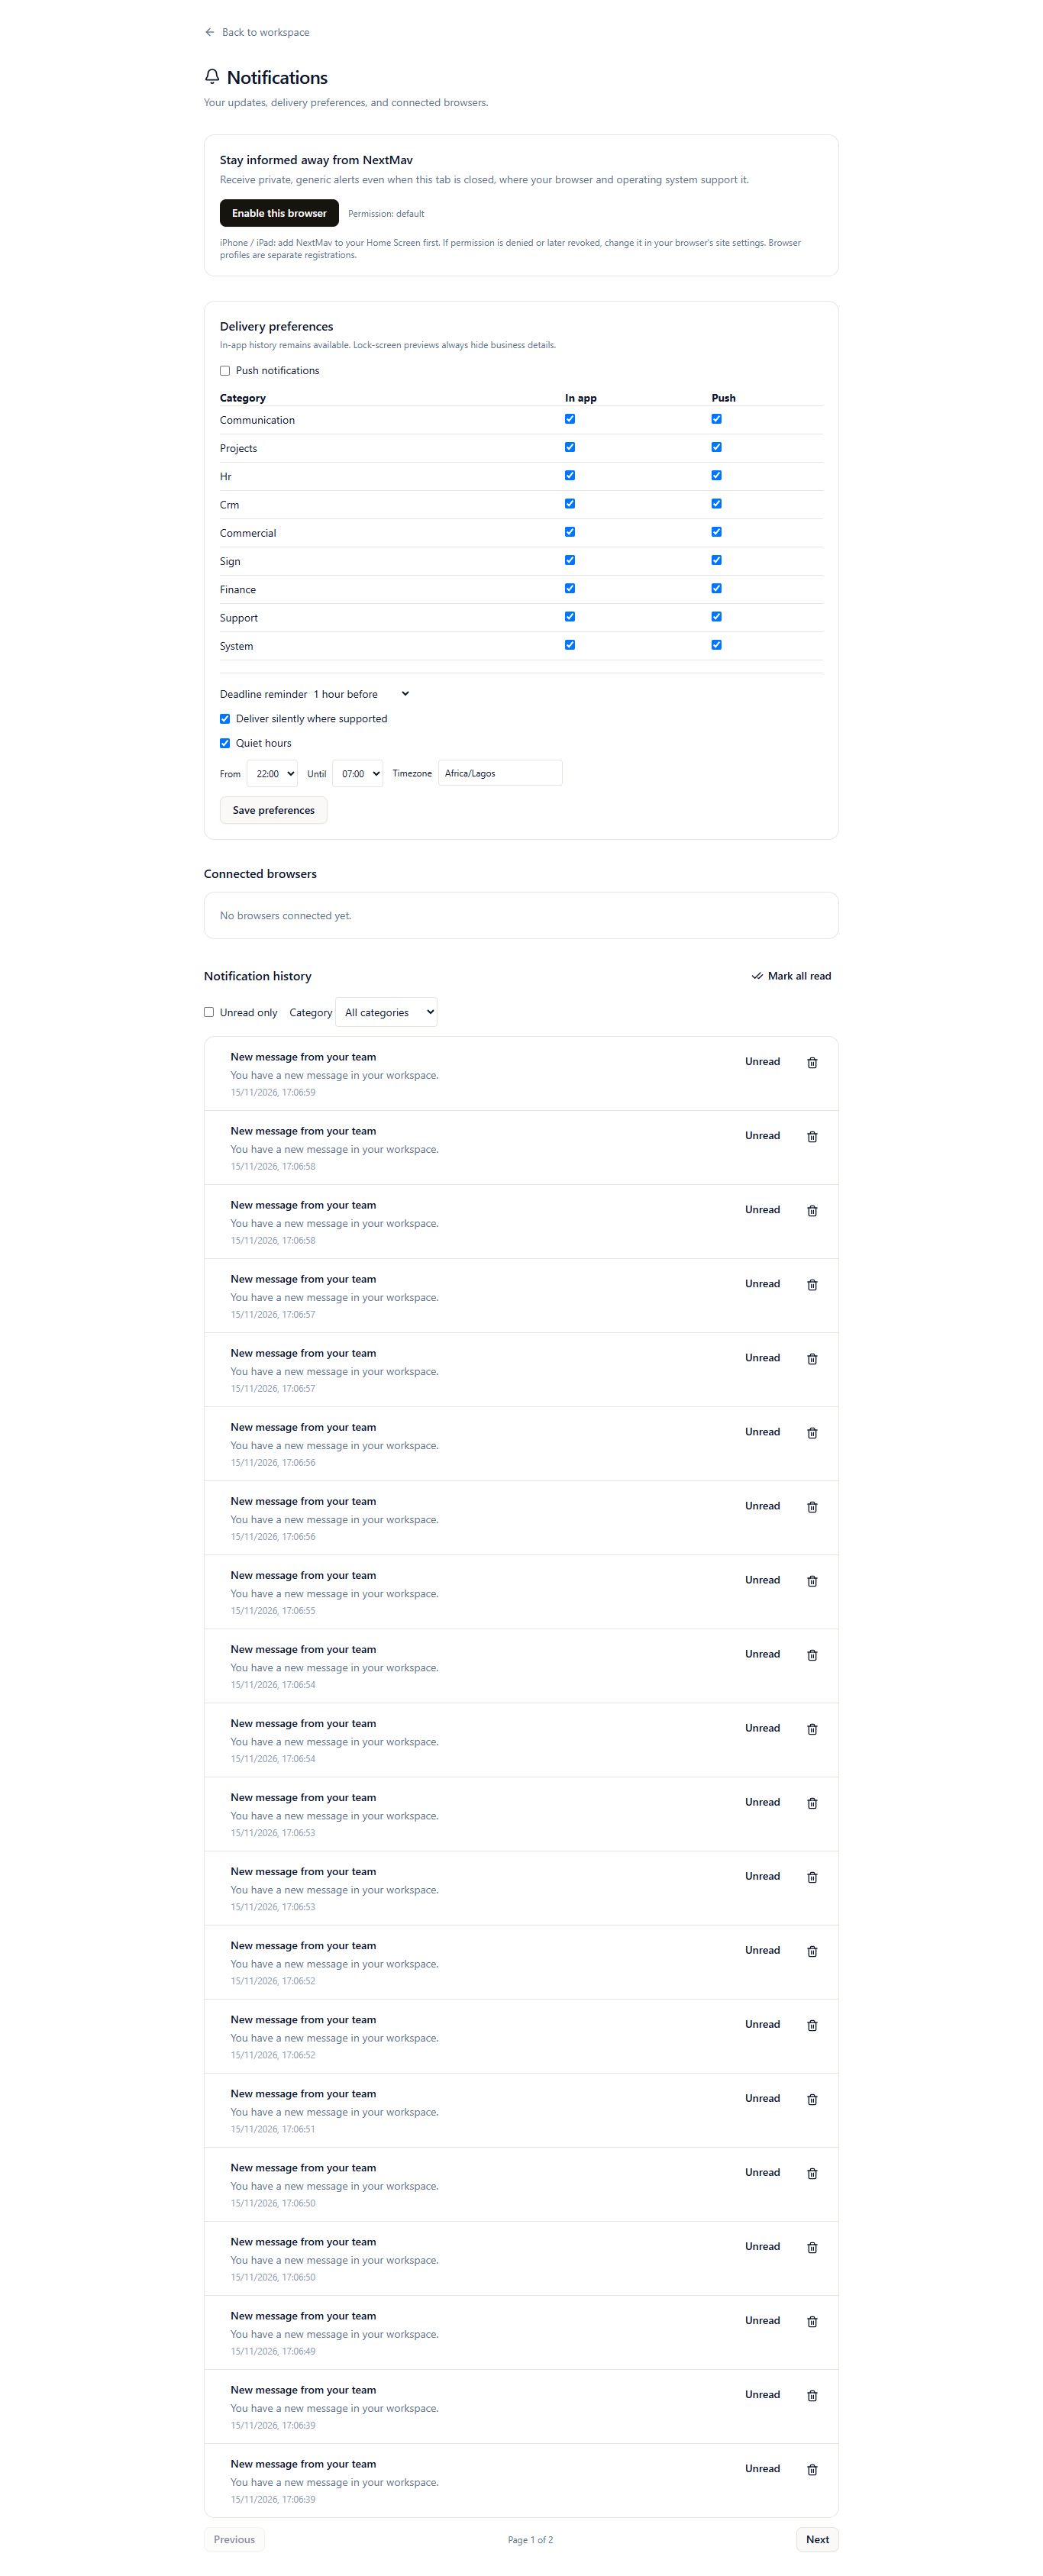 Back to workspace
Notifications
Your updates, delivery preferences, and connected browsers.
Stay informed away from NextMav
Receive private, generic alerts even when this tab is closed, where your browser and operating system support it.
Enable this browser Permission: default
iPhone / iPad: add NextMav to your Home Screen first. If permission is denied or later revoked, change it in your browser's site settings. Browser
profiles are separate registrations.
Delivery preferences
In-app history remains available. Lock-screen previews always hide business details.
Push notifications
Category In app Push
Communication
Projects
Hr
Crm
Commercial
Sign
Finance
Support
System
Deadline reminder 1 hour before
Deliver silently where supported
Quiet hours
From 22:00 Until 07:00 Timezone Africa/Lagos
Save preferences
Connected browsers
No browsers connected yet.
Notification history Mark all read
Unread only Category All categories
New message from your team Unread
You have a new message in your workspace.
15/11/2026, 17:06:59
New message from your team Unread
You have a new message in your workspace.
15/11/2026, 17:06:58
New message from your team Unread
You have a new message in your workspace.
15/11/2026, 17:06:58
New message from your team Unread
You have a new message in your workspace.
15/11/2026, 17:06:57
New message from your team Unread
You have a new message in your workspace.
15/11/2026, 17:06:57
New message from your team Unread
You have a new message in your workspace.
15/11/2026, 17:06:56
New message from your team Unread
You have a new message in your workspace.
15/11/2026, 17:06:56
New message from your team Unread
You have a new message in your workspace.
15/11/2026, 17:06:55
New message from your team Unread
You have a new message in your workspace.
15/11/2026, 17:06:54
New message from your team Unread
You have a new message in your workspace.
15/11/2026, 17:06:54
New message from your team Unread
You have a new message in your workspace.
15/11/2026, 17:06:53
New message from your team Unread
You have a new message in your workspace.
15/11/2026, 17:06:53
New message from your team Unread
You have a new message in your workspace.
15/11/2026, 17:06:52
New message from your team Unread
You have a new message in your workspace.
15/11/2026, 17:06:52
New message from your team Unread
You have a new message in your workspace.
15/11/2026, 17:06:51
New message from your team Unread
You have a new message in your workspace.
15/11/2026, 17:06:50
New message from your team Unread
You have a new message in your workspace.
15/11/2026, 17:06:50
New message from your team Unread
You have a new message in your workspace.
15/11/2026, 17:06:49
New message from your team Unread
You have a new message in your workspace.
15/11/2026, 17:06:39
New message from your team Unread
You have a new message in your workspace.
15/11/2026, 17:06:39
Previous Page 1 of 2 Next